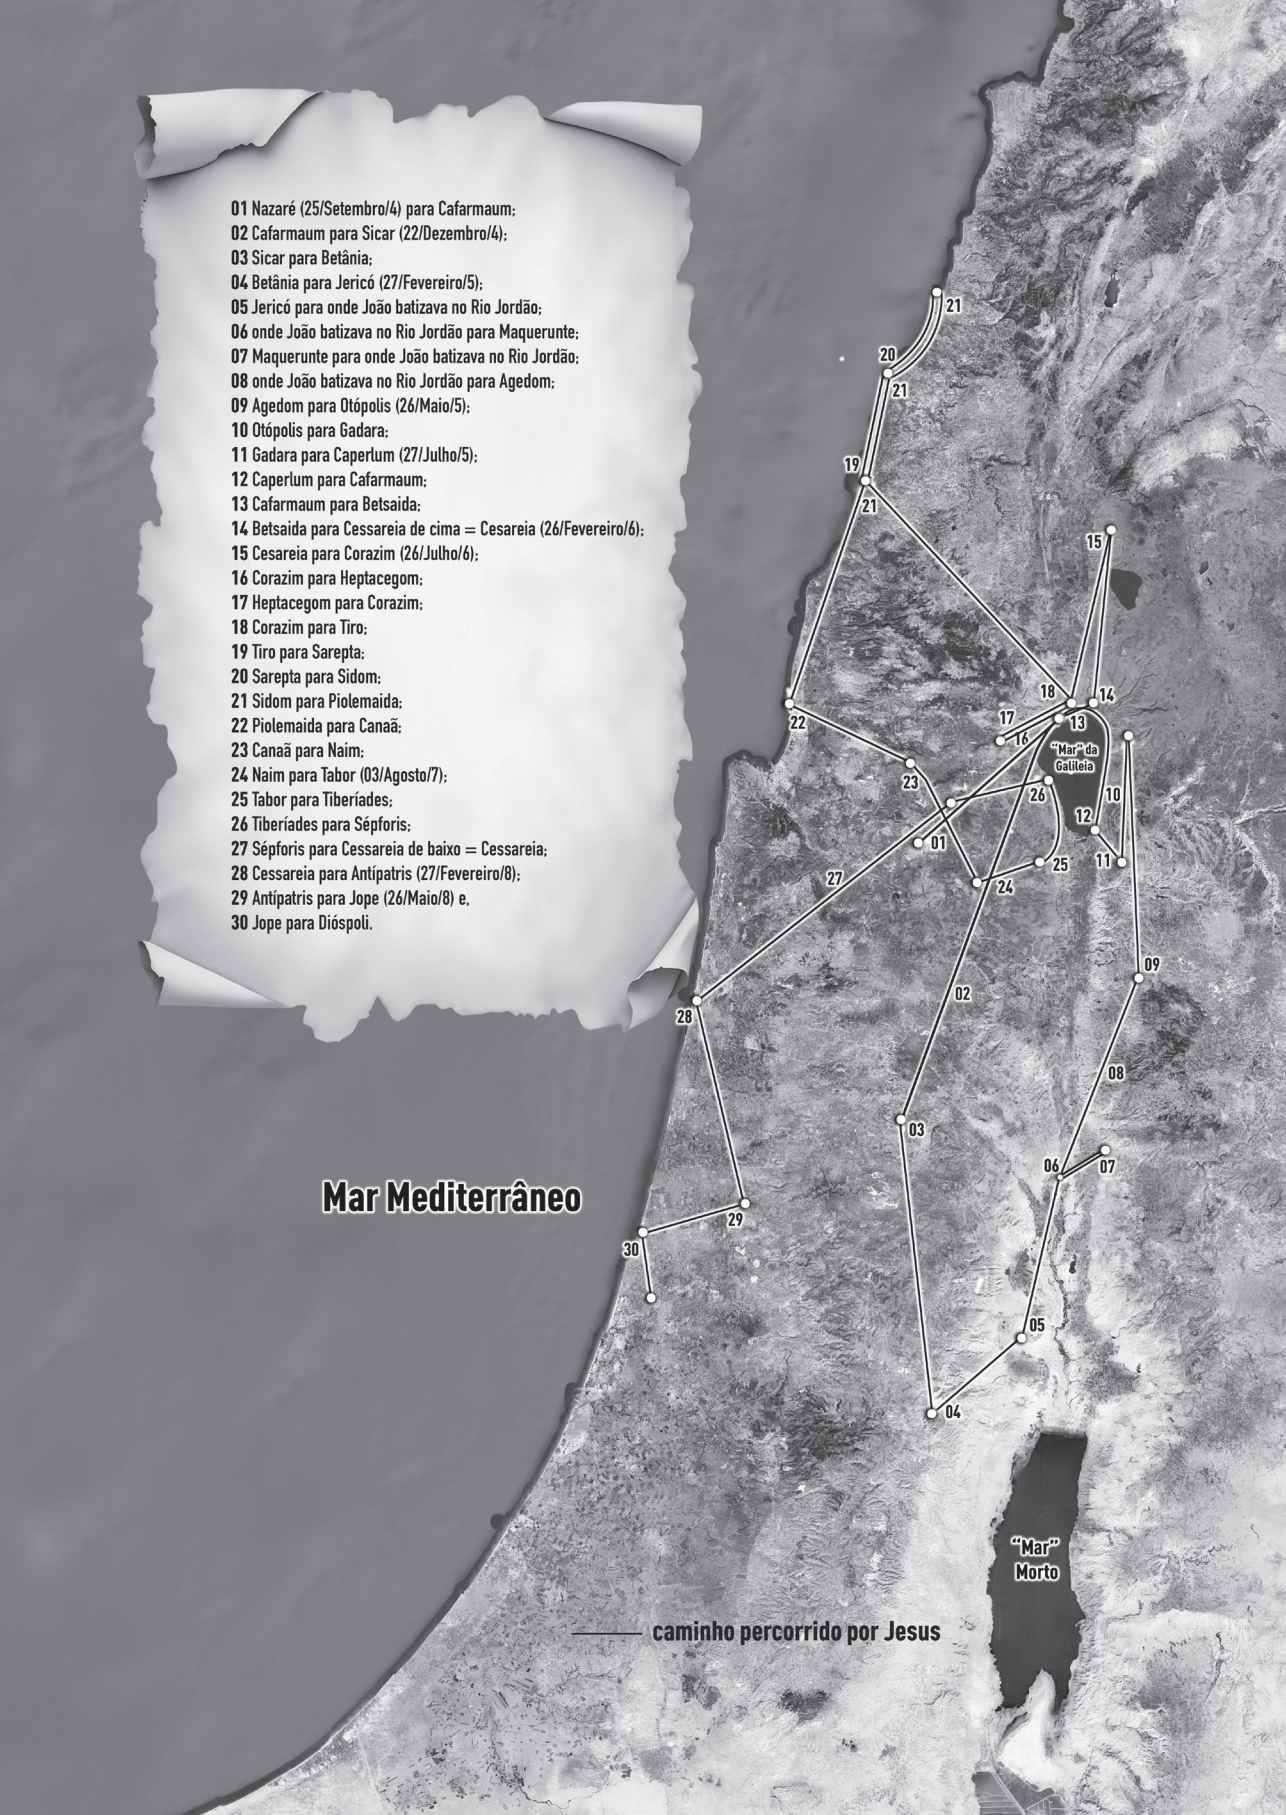 01 Nazaré (25/Setembro/4) para Cafarmaum;
02 Cafarmaum para Sicar (22/Dezembro/4);
03 Sicar para Betânia;
04 Betânia para Jericó (27/Fevereiro/5);
05 Jericó para onde João batizava no Rio Jordão;
06 onde João batizava no Rio Jordão para Maquerunte;
07 Maquerunte para onde João batizava no Rio Jordão;
08 onde João batizava no Rio Jordão para Agedom;
09 Agedom para Otópolis (26/Maio/5);
10 Otópolis para Gadara;
11 Gadara para Caperlum (27/Julho/5);
12 Caperlum para Cafarmaum;
13 Cafarmaum para Betsaida;
14 Betsaida para Cessareia de cima = Cesareia (26/Fevereiro/6);
15 Cesareia para Corazim (26/Julho/6);
16 Corazim para Heptacegom;
17 Heptacegom para Corazim;
18 Corazim para Tiro;
19 Tiro para Sarepta;
20 Sarepta para Sidom;
21 Sidom para Piolemaida;
22 Piolemaida para Canaã;
23 Canaã para Naim;
24 Naim para Tabor (03/Agosto/7);
25 Tabor para Tiberíades;
26 Tiberíades para Sépforis;
27 Sépforis para Cessareia de baixo = Cessareia;
28 Cessareia para Antípatris (27/Fevereiro/8);
29 Antípatris para Jope (26/Maio/8) e,
30 Jope para Dióspoli.
21
20
21
19
21
15
18
14
17
13
22
16
"Mar" da
Galileia
23
26
10
12
01
11
25
27
24
09
02
28
08
03
06
07
Mar Mediterrâneo
29
30
05
04
"Mar"
Morto
caminho percorrido por Jesus